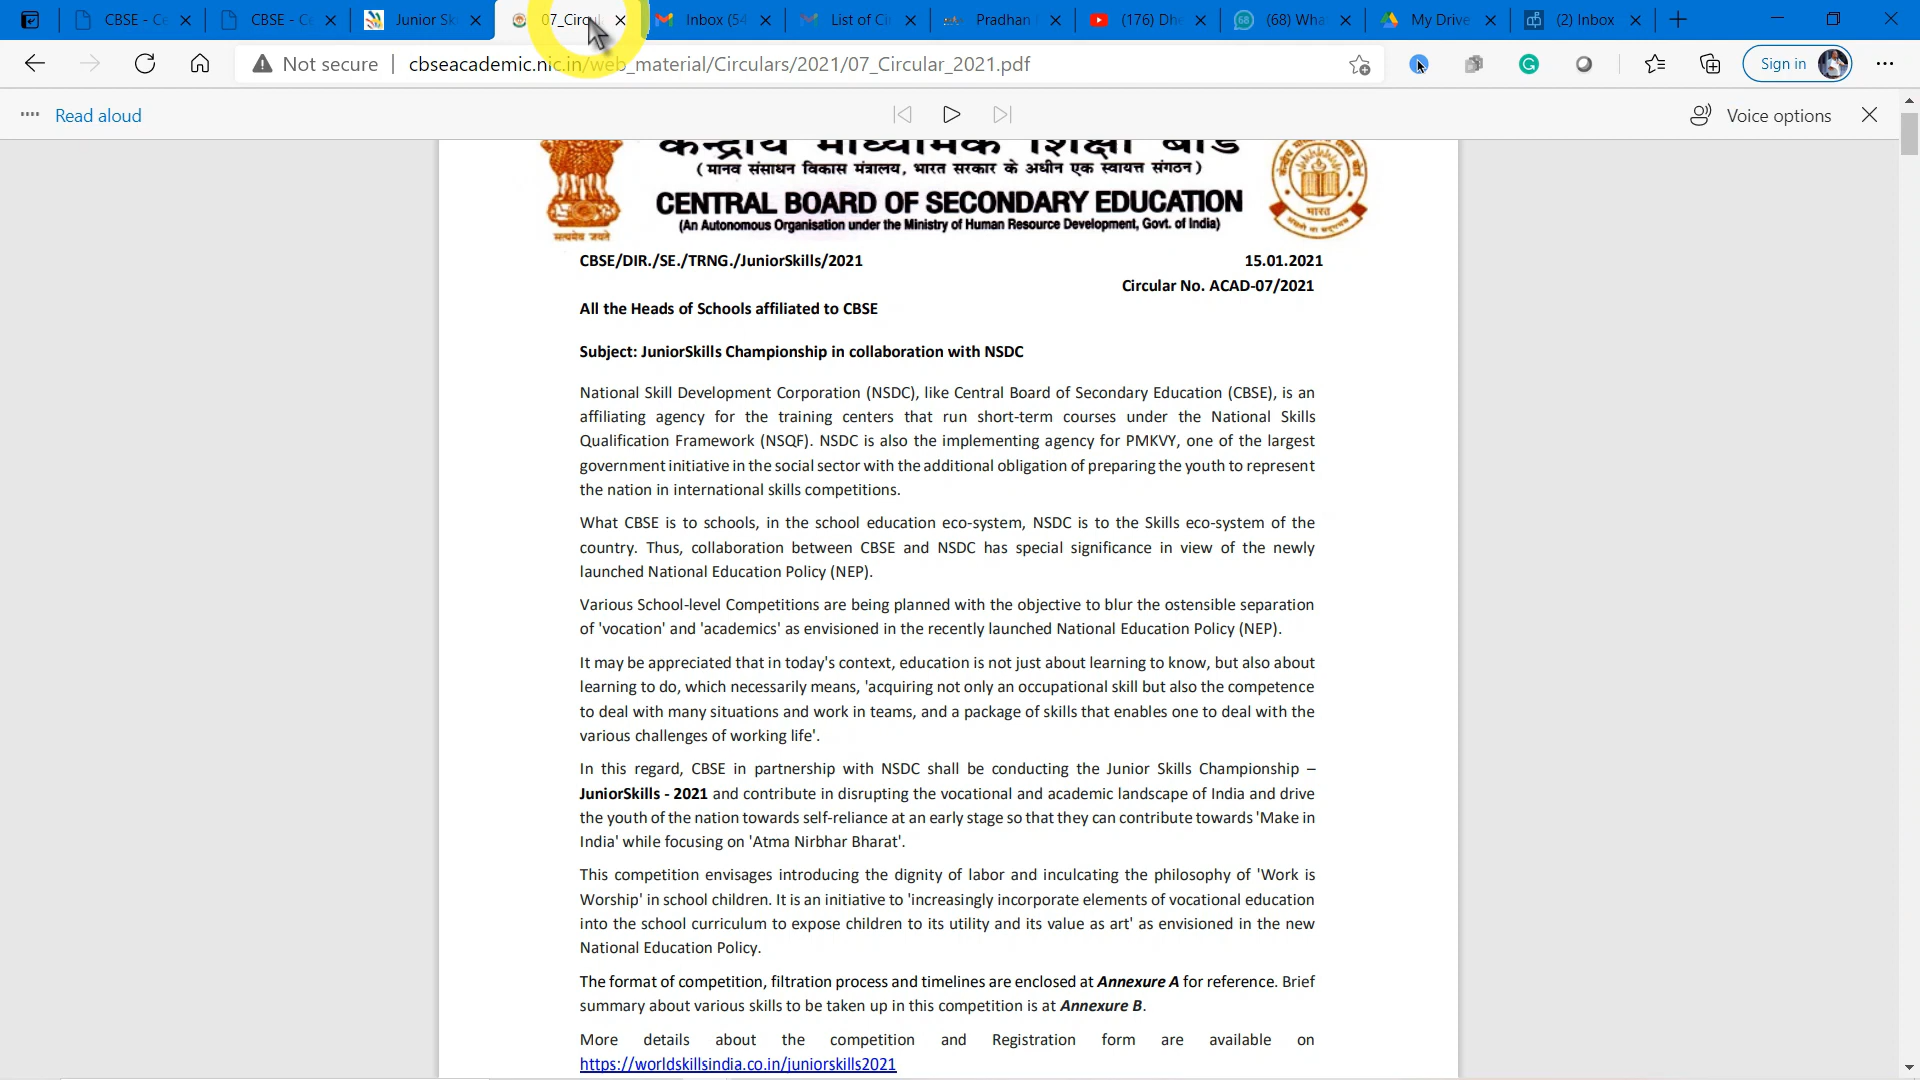 CBSE - C
CBSE - C
Junior Sk
07_Circul
Inbox (54
List of Ci
Pradhan
(176) Dh
(68) Wha
My Drive
(2) Inbox
Not secure
cbseacademic.nic.in/web_material/Circulars/2021/07_Circular_2021.pdf
Sign in
Read aloud
Voice options
केन्द्रीय माध्यमिक शिक्षा बोर्ड
(मानव संसाधन विकास मंत्रालय, भारत सरकार के अधीन एक स्वायत्त संगठन)
CENTRAL BOARD OF SECONDARY EDUCATION
(An Autonomous Organisation under the Ministry of Human Resource Development, Govt. of India)
सत्यमेव जयते
भारत
CBSE/DIR./SE./TRNG./JuniorSkills/2021
15.01.2021
Circular No. ACAD-07/2021
All the Heads of Schools affiliated to CBSE
Subject: JuniorSkills Championship in collaboration with NSDC
National Skill Development Corporation (NSDC), like Central Board of Secondary Education (CBSE), is an
affiliating agency for the training centers that run short-term courses under the National Skills
Qualification Framework (NSQF). NSDC is also the implementing agency for PMKVY, one of the largest
government initiative in the social sector with the additional obligation of preparing the youth to represent
the nation in international skills competitions.
What CBSE is to schools, in the school education eco-system, NSDC is to the Skills eco-system of the
country. Thus, collaboration between CBSE and NSDC has special significance in view of the newly
launched National Education Policy (NEP).
Various School-level Competitions are being planned with the objective to blur the ostensible separation
of 'vocation' and 'academics' as envisioned in the recently launched National Education Policy (NEP).
It may be appreciated that in today's context, education is not just about learning to know, but also about
learning to do, which necessarily means, 'acquiring not only an occupational skill but also the competence
to deal with many situations and work in teams, and a package of skills that enables one to deal with the
various challenges of working life'.
In this regard, CBSE in partnership with NSDC shall be conducting the Junior Skills Championship –
JuniorSkills - 2021 and contribute in disrupting the vocational and academic landscape of India and drive
the youth of the nation towards self-reliance at an early stage so that they can contribute towards 'Make in
India' while focusing on 'Atma Nirbhar Bharat'.
This competition envisages introducing the dignity of labor and inculcating the philosophy of 'Work is
Worship' in school children. It is an initiative to 'increasingly incorporate elements of vocational education
into the school curriculum to expose children to its utility and its value as art' as envisioned in the new
National Education Policy.
The format of competition, filtration process and timelines are enclosed at Annexure A for reference. Brief
summary about various skills to be taken up in this competition is at Annexure B.
More details about the competition and Registration form are available on
https://worldskillsindia.co.in/juniorskills2021